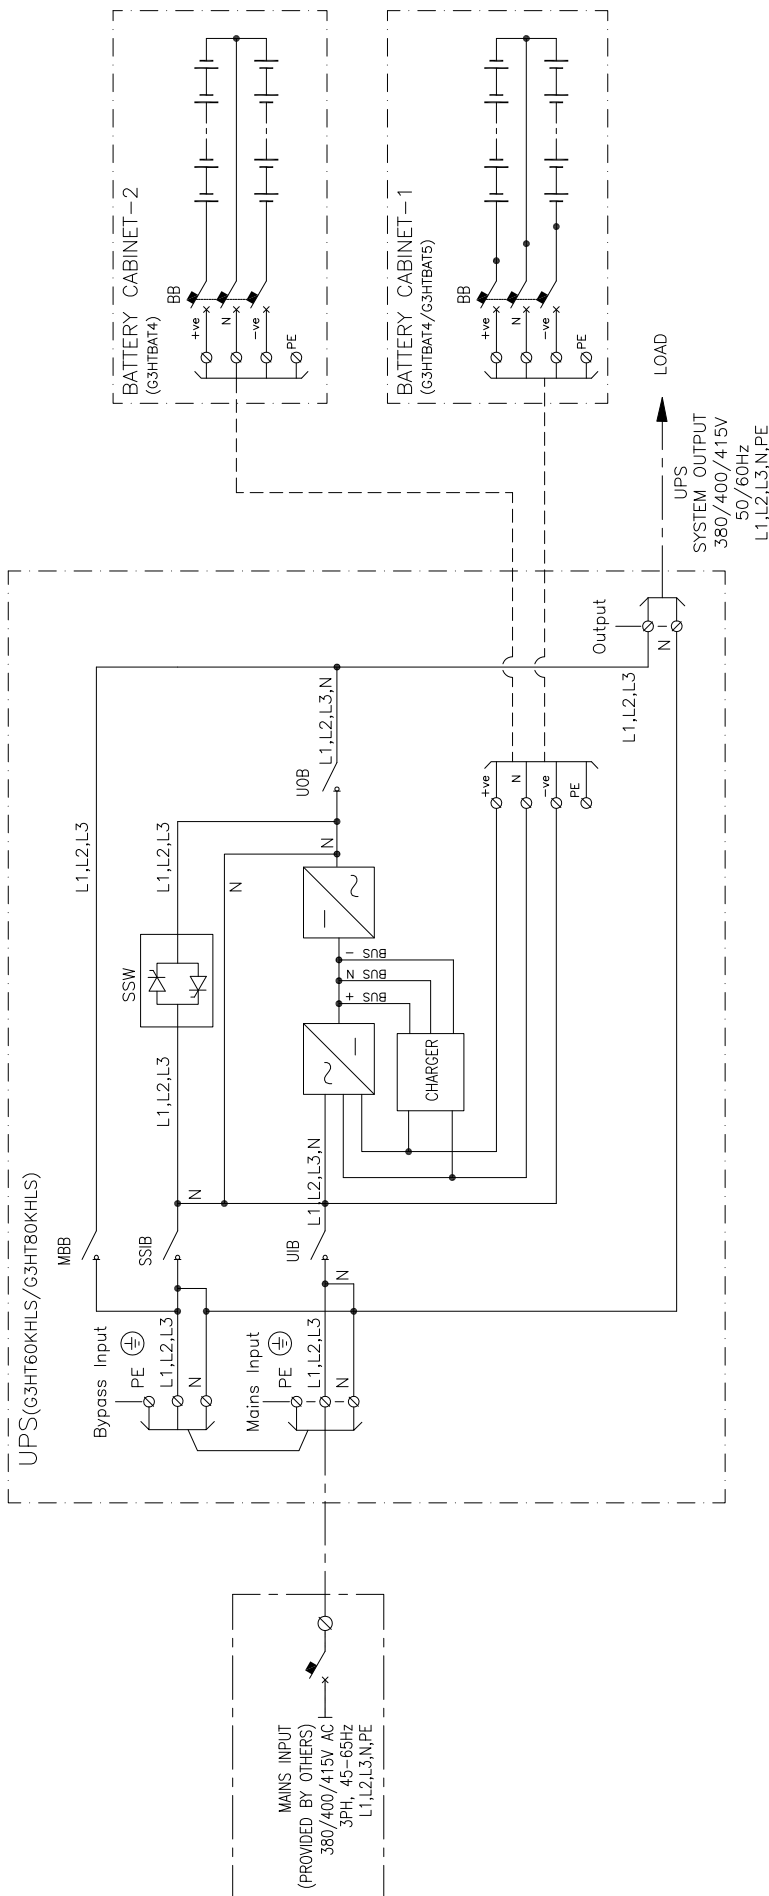 BATTERY CABINET-2
(G3HTBAT4)
BB
+ve
N
-ve
PE
BATTERY CABINET-1
(G3HTBAT4/G3HTBAT5)
BB
+ve
N
-ve
PE
LOAD
UPS
SYSTEM OUTPUT
380/400/415V
50/60Hz
L1,L2,L3,N,PE
UPS(G3HT60KHLS/G3HT80KHLS)
MBB
L1,L2,L3
Bypass Input
PE
L1,L2,L3
N
SSIB
N
L1,L2,L3
SSW
L1,L2,L3
N
Mains Input
PE
L1,L2,L3
N
UIB
L1,L2,L3,N
+ BUS
N BUS
- BUS
CHARGER
N
UOB
L1,L2,L3,N
+ve
N
-ve
PE
Output
L1,L2,L3
N
MAINS INPUT
(PROVIDED BY OTHERS)
380/400/415V AC
3PH, 45-65Hz
L1,L2,L3,N,PE